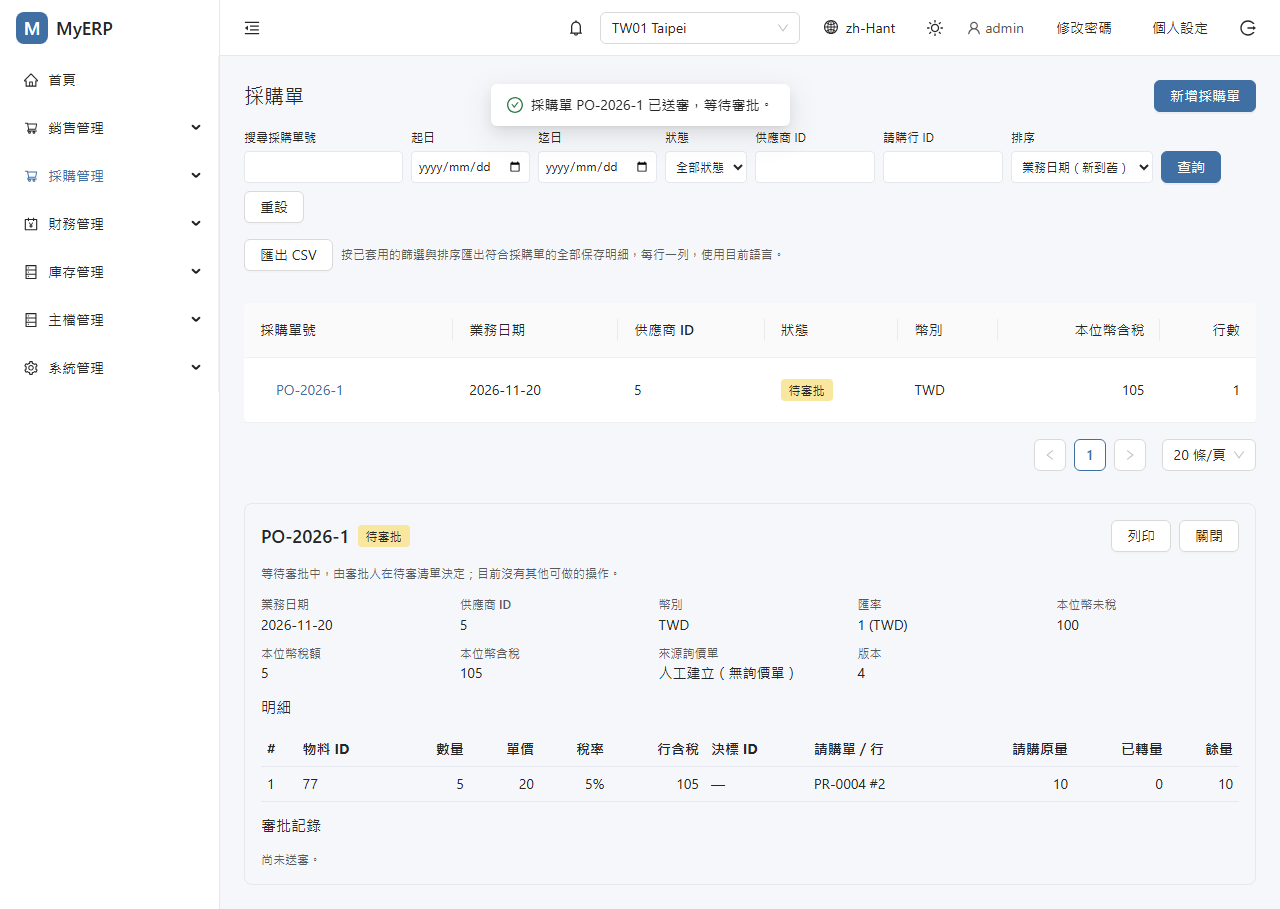 M MyERP
TW01 Taipei
zh-Hant
admin
修改密碼
個人設定
首頁
銷售管理
採購管理
財務管理
庫存管理
主檔管理
系統管理
採購單
採購單 PO-2026-1 已送審，等待審批。
新增採購單
搜尋採購單號 起日 迄日 狀態 供應商 ID 請購行 ID 排序
yyyy/mm/dd yyyy/mm/dd 全部狀態 業務日期（新到舊） 查詢
重設
匯出 CSV 按已套用的篩選與排序匯出符合採購單的全部保存明細，每行一列，使用目前語言。
採購單號 業務日期 供應商 ID 狀態 幣別 本位幣含稅 行數
PO-2026-1 2026-11-20 5 待審批 TWD 105 1
< 1 > 20 條/頁
PO-2026-1 待審批 列印 關閉
等待審批中，由審批人在待審清單決定；目前沒有其他可做的操作。
業務日期 供應商 ID 幣別 匯率 本位幣未稅
2026-11-20 5 TWD 1 (TWD) 100
本位幣稅額 本位幣含稅 來源詢價單 版本
5 105 人工建立（無詢價單） 4
明細
# 物料 ID 數量 單價 稅率 行含稅 決標 ID 請購單 / 行 請購原量 已轉量 餘量
1 77 5 20 5% 105 — PR-0004 #2 10 0 10
審批記錄
尚未送審。